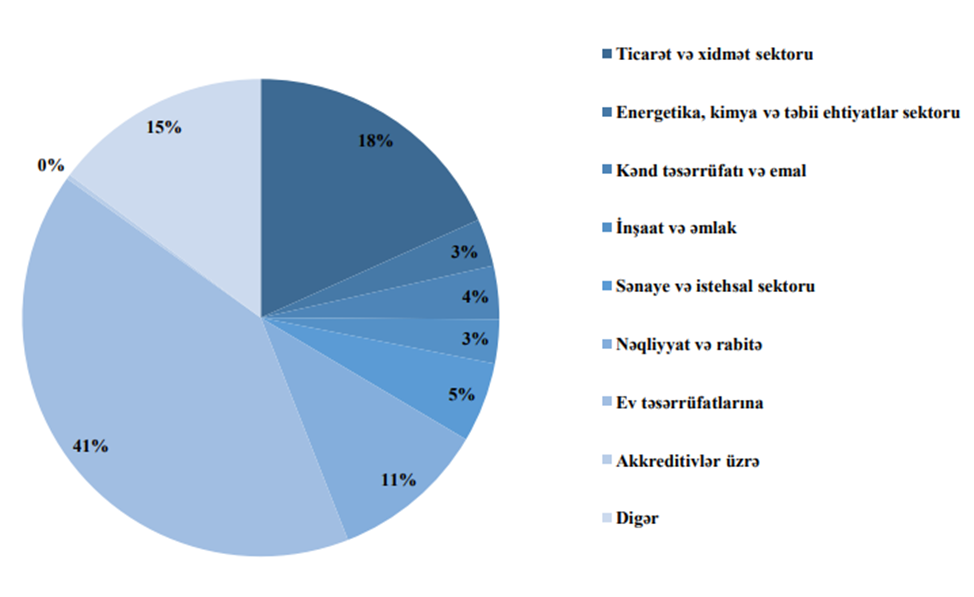 15%
18%
0%
3%
4%
3%
5%
11%
41%
Ticarət və xidmət sektoru
Energetika, kimya və təbii ehtiyatlar sektoru
Kənd təsərrüfatı və emal
İnşaat və əmlak
Sənaye və istehsal sektoru
Nəqliyyat və rabitə
Ev təsərrüfatlarına
Akkreditivlər üzrə
Digər